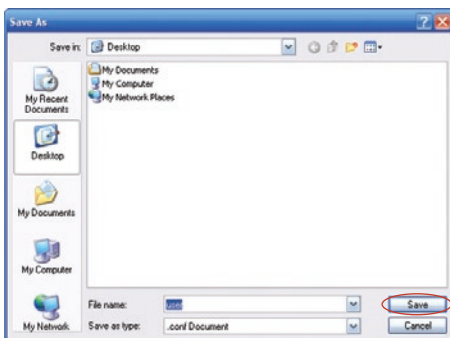 Save As
Save in:
Desktop
My Recent
Documents
Desktop
My Documents
My Computer
My Network
My Documents
My Computer
My Network Places
File name:
user
Save
Save as type:
.conf Document
Cancel